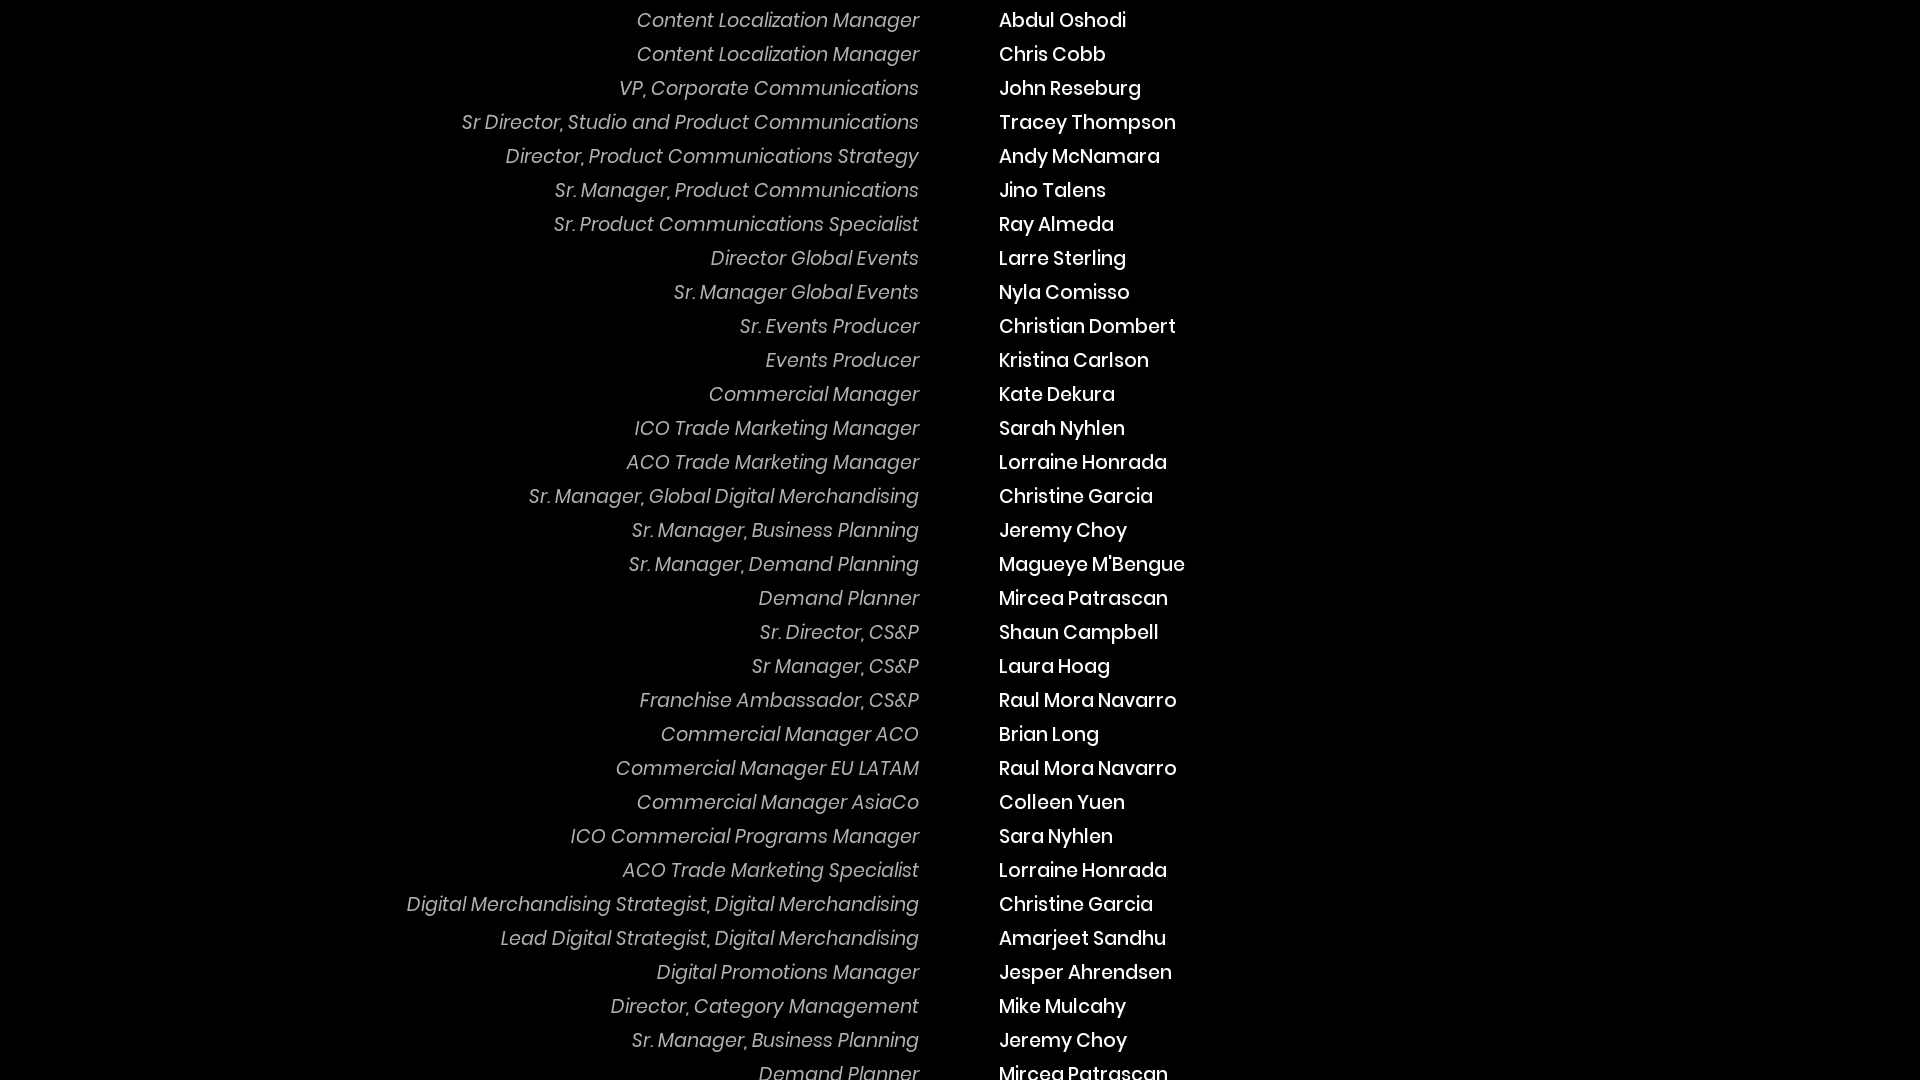 Content Localization Manager Abdul Oshodi
Content Localization Manager Chris Cobb
VP, Corporate Communications John Reseburg
Sr Director, Studio and Product Communications Tracey Thompson
Director, Product Communications Strategy Andy McNamara
Sr. Manager, Product Communications Jino Talens
Sr. Product Communications Specialist Ray Almeda
Director Global Events Larre Sterling
Sr. Manager Global Events Nyla Comisso
Sr. Events Producer Christian Dombert
Events Producer Kristina Carlson
Commercial Manager Kate Dekura
ICO Trade Marketing Manager Sarah Nyhlen
ACO Trade Marketing Manager Lorraine Honrada
Sr. Manager, Global Digital Merchandising Christine Garcia
Sr. Manager, Business Planning Jeremy Choy
Sr. Manager, Demand Planning Magueye M'Bengue
Demand Planner Mircea Patrascan
Sr. Director, CS&P Shaun Campbell
Sr Manager, CS&P Laura Hoag
Franchise Ambassador, CS&P Raul Mora Navarro
Commercial Manager ACO Brian Long
Commercial Manager EU LATAM Raul Mora Navarro
Commercial Manager AsiaCo Colleen Yuen
ICO Commercial Programs Manager Sara Nyhlen
ACO Trade Marketing Specialist Lorraine Honrada
Digital Merchandising Strategist, Digital Merchandising Christine Garcia
Lead Digital Strategist, Digital Merchandising Amarjeet Sandhu
Digital Promotions Manager Jesper Ahrendsen
Director, Category Management Mike Mulcahy
Sr. Manager, Business Planning Jeremy Choy
Demand Planner Mircea Patrascan